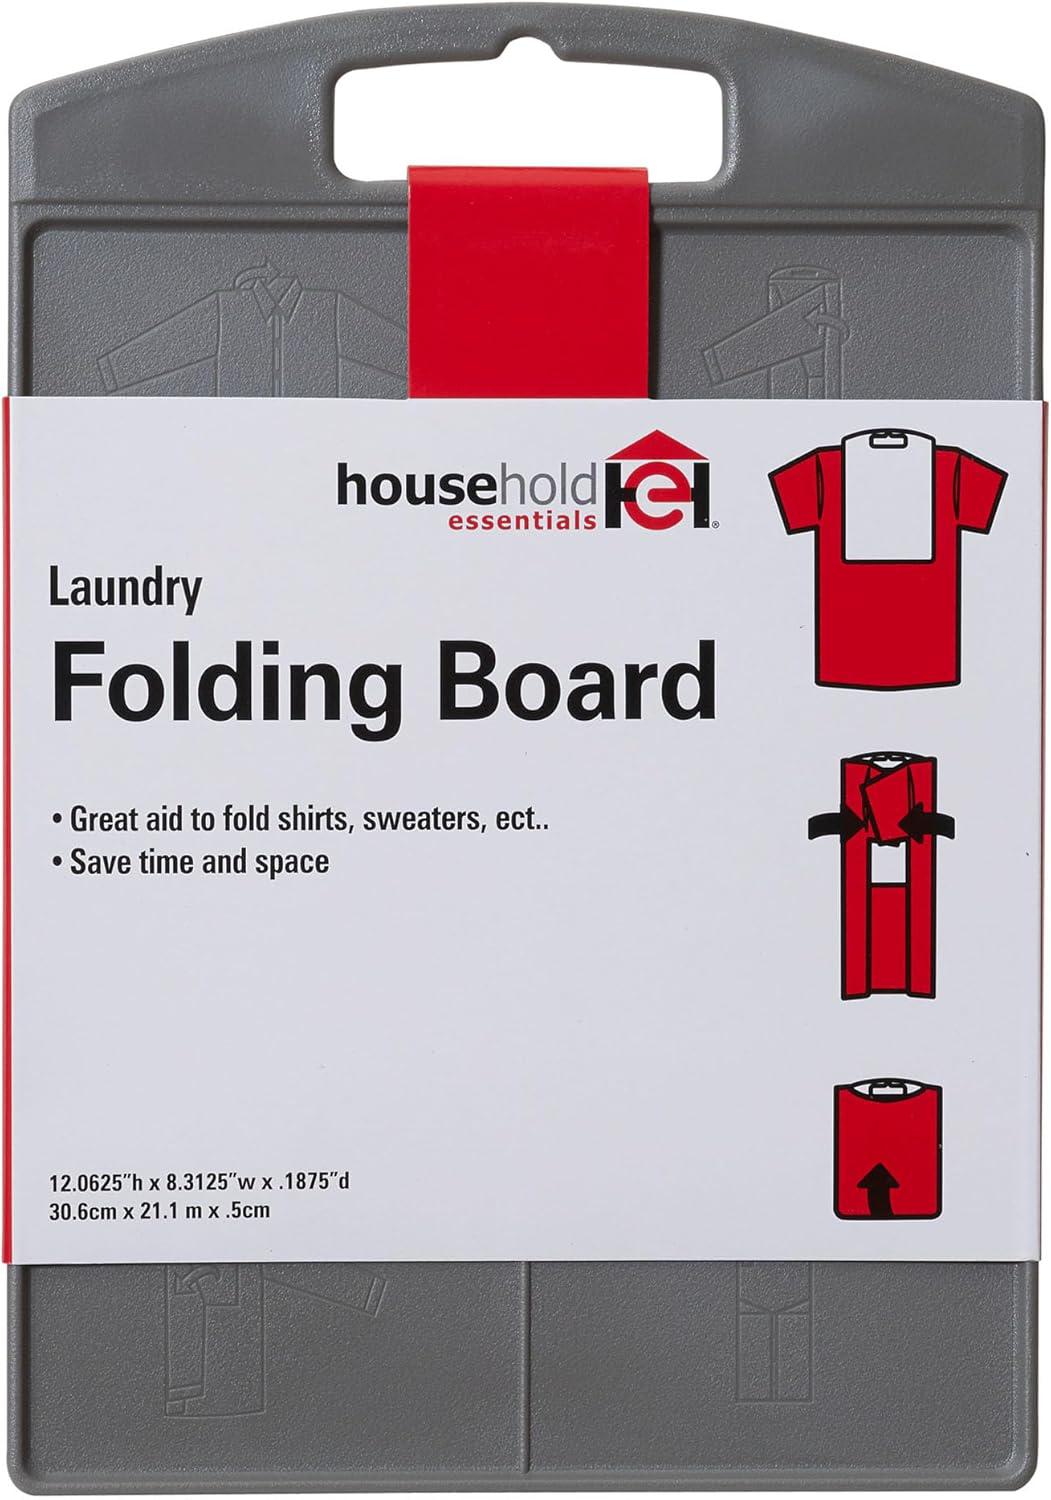 household
essentials
Laundry
Folding Board
• Great aid to fold shirts, sweaters, ect..
• Save time and space
12.0625"h x 8.3125"w x .1875"d
30.6cm x 21.1 m x .5cm